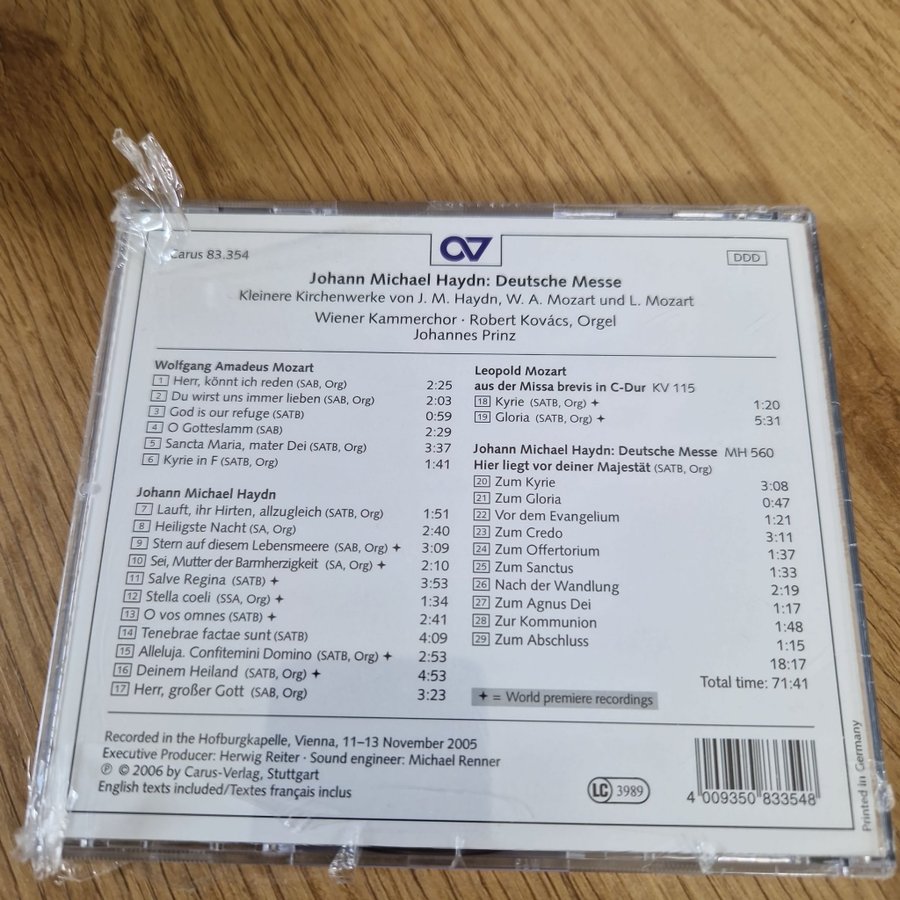 Carus 83.354
DDD
Johann Michael Haydn: Deutsche Messe
Kleinere Kirchenwerke von J. M. Haydn, W. A. Mozart und L. Mozart
Wiener Kammerchor · Robert Kovács, Orgel
Johannes Prinz
Wolfgang Amadeus Mozart
1 Herr, könnt ich reden (SAB, Org) 2:25
2 Du wirst uns immer lieben (SAB, Org) 2:03
3 God is our refuge (SATB) 0:59
4 O Gotteslamm (SAB) 2:29
5 Sancta Maria, mater Dei (SATB, Org) 3:37
6 Kyrie in F (SATB, Org) 1:41
Johann Michael Haydn
7 Lauft, ihr Hirten, allzugleich (SATB, Org) 1:51
8 Heiligste Nacht (SA, Org) 2:40
9 Stern auf diesem Lebensmeere (SAB, Org) ✦ 3:09
10 Sei, Mutter der Barmherzigkeit (SA, Org) ✦ 2:10
11 Salve Regina (SATB) ✦ 3:53
12 Stella coeli (SSA, Org) ✦ 1:34
13 O vos omnes (SATB) ✦ 2:41
14 Tenebrae factae sunt (SATB) 4:09
15 Alleluja. Confitemini Domino (SATB, Org) ✦ 2:53
16 Deinem Heiland (SATB, Org) ✦ 4:53
17 Herr, großer Gott (SAB, Org) 3:23
Leopold Mozart
aus der Missa brevis in C-Dur KV 115
18 Kyrie (SATB, Org) ✦ 1:20
19 Gloria (SATB, Org) ✦ 5:31
Johann Michael Haydn: Deutsche Messe MH 560
Hier liegt vor deiner Majestät (SATB, Org)
20 Zum Kyrie 3:08
21 Zum Gloria 0:47
22 Vor dem Evangelium 1:21
23 Zum Credo 3:11
24 Zum Offertorium 1:37
25 Zum Sanctus 1:33
26 Nach der Wandlung 2:19
27 Zum Agnus Dei 1:17
28 Zur Kommunion 1:48
29 Zum Abschluss 1:15
18:17
Total time: 71:41
✦ = World premiere recordings
Recorded in the Hofburgkapelle, Vienna, 11–13 November 2005
Executive Producer: Herwig Reiter · Sound engineer: Michael Renner
℗ © 2006 by Carus-Verlag, Stuttgart
English texts included/Textes français inclus
LC 3989
4 009350 833548
Printed in Germany